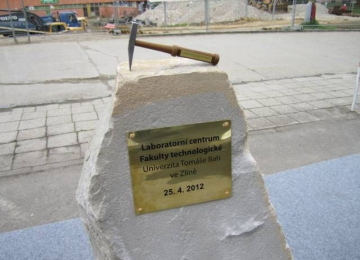 Laboratorní centrum
Fakulty technologické
Univerzita Tomáše Bati
ve Zlíně
25. 4. 2012